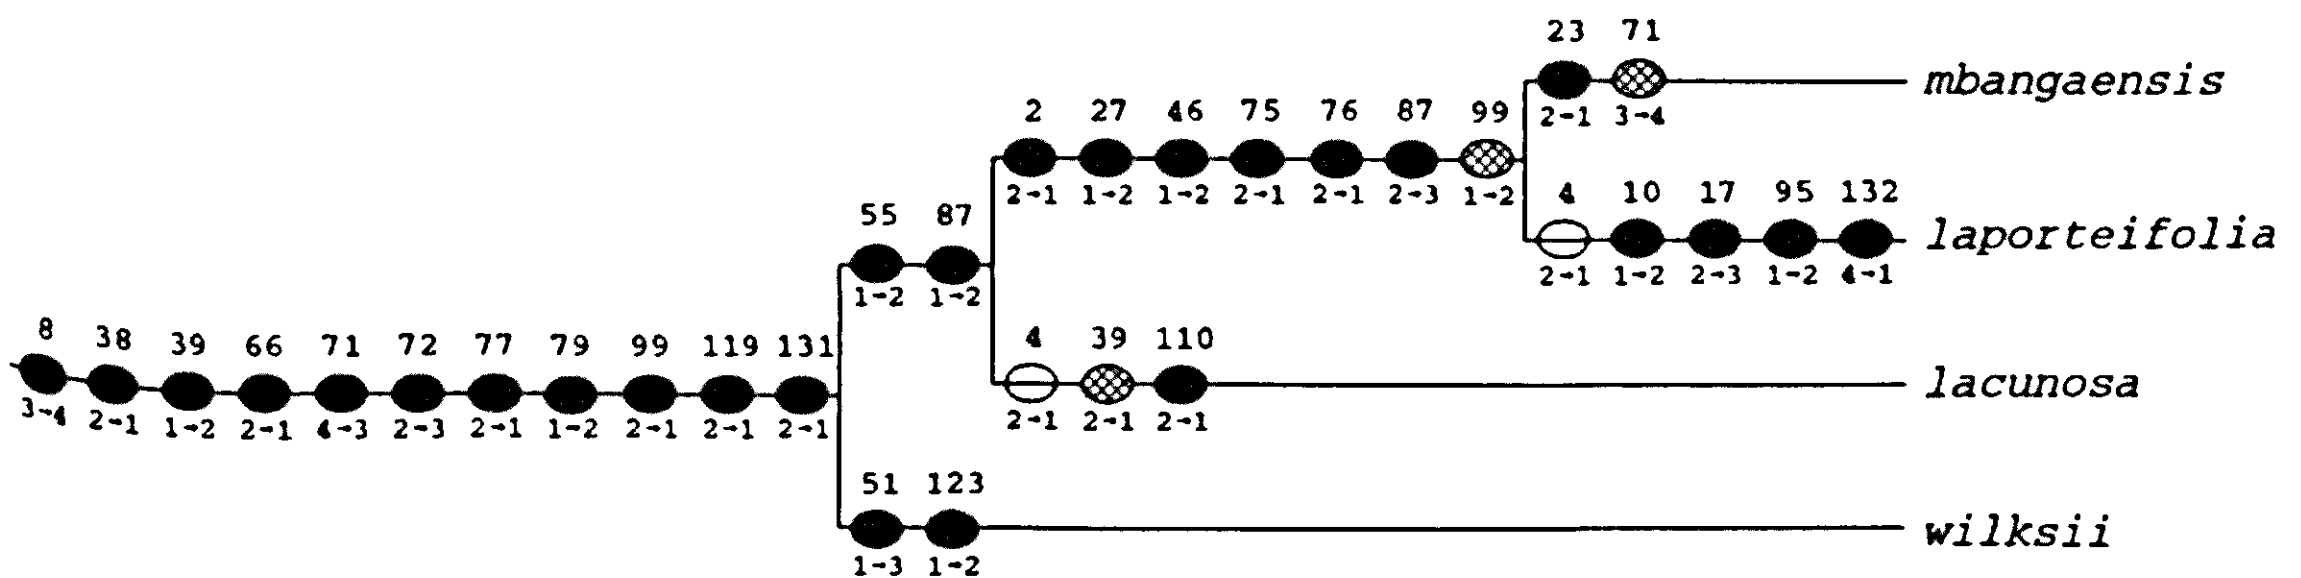 23 71
mbangaensis
2→1 3→4
2 27 46 75 76 87 99
2→1 1→2 1→2 2→1 2→1 2→3 1→2
4 10 17 95 132
laporteifolia
2→1 1→2 2→3 1→2 4→1
55 87
1→2 1→2
4 39 110
lacunosa
2→1 2→1 2→1
8 38 39 66 71 72 77 79 99 119 131
3→4 2→1 1→2 2→1 4→3 2→3 2→1 1→2 2→1 2→1 2→1
51 123
wilksii
1→3 1→2